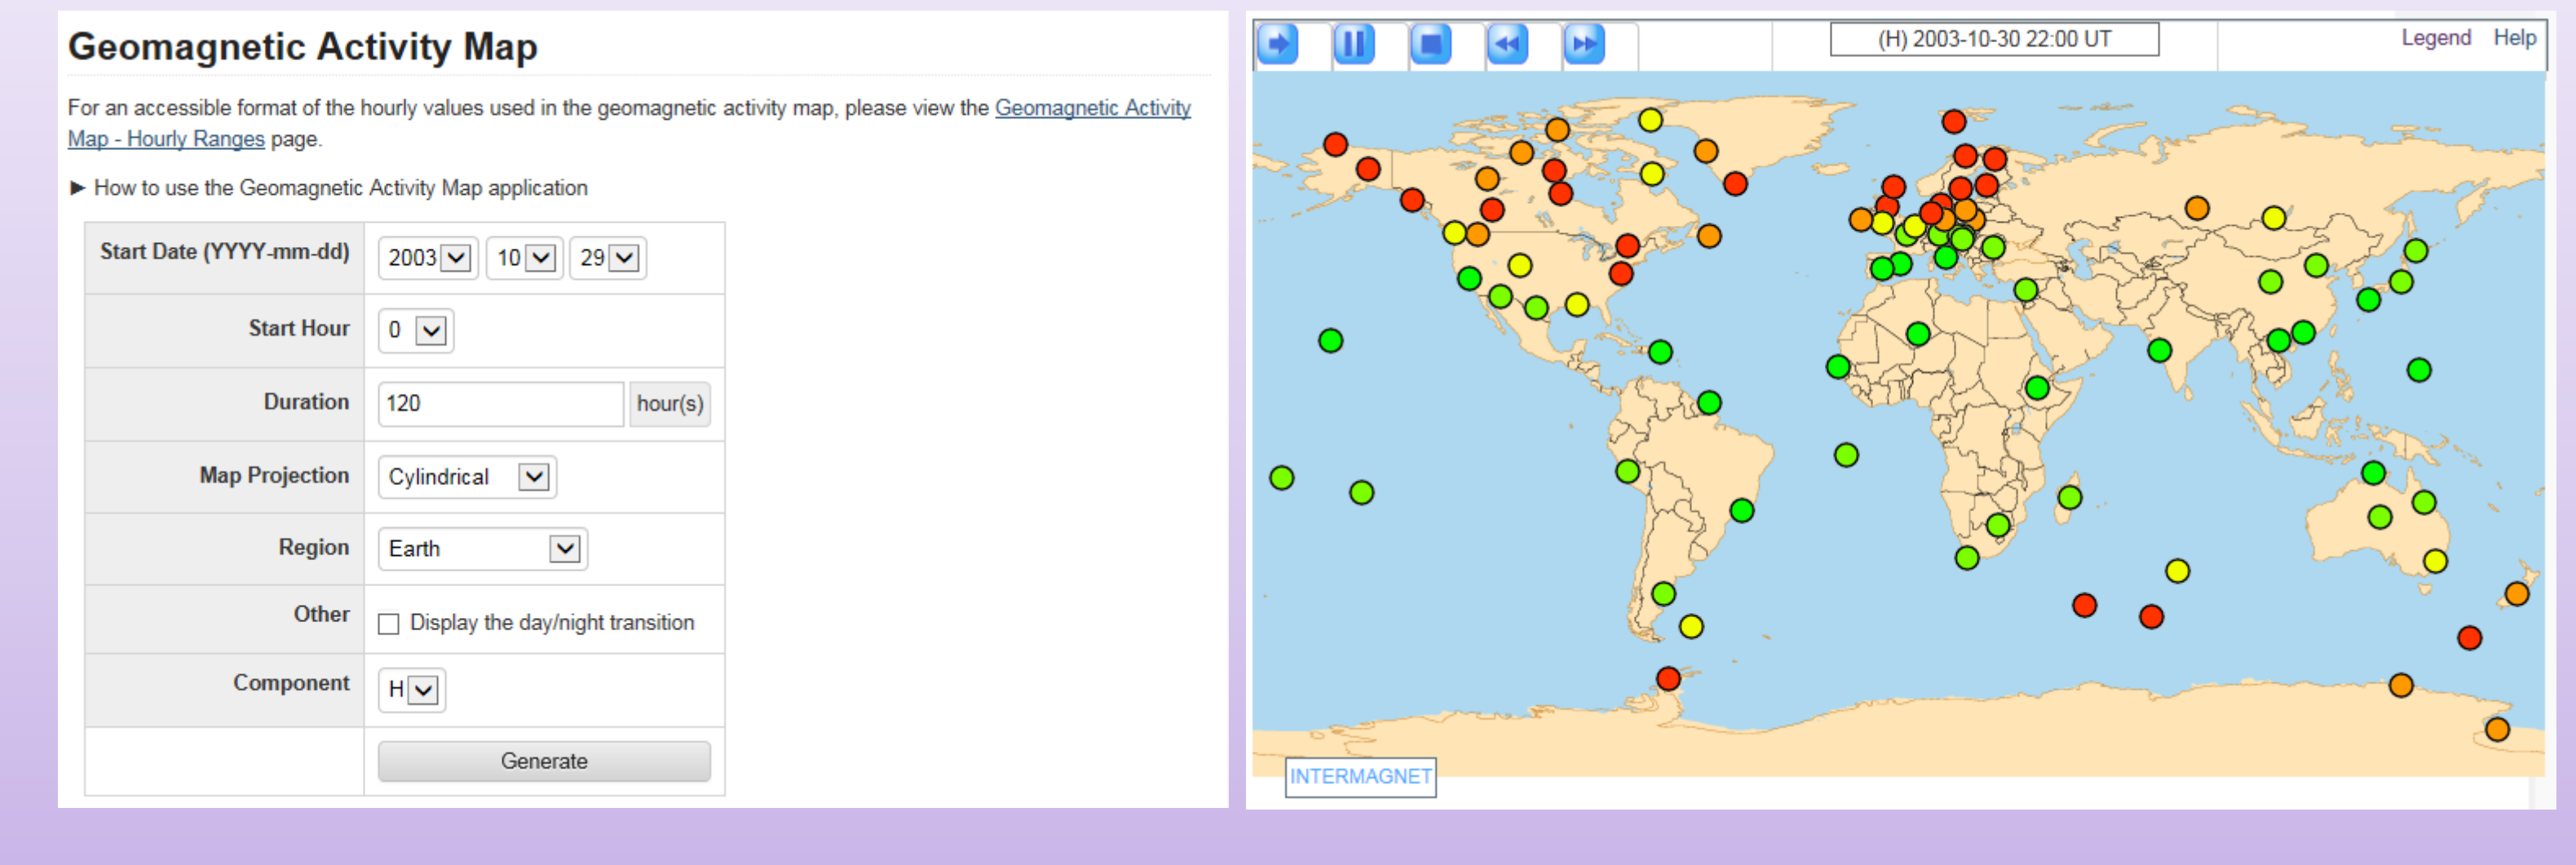 Geomagnetic Activity Map
For an accessible format of the hourly values used in the geomagnetic activity map, please view the Geomagnetic Activity
Map - Hourly Ranges page.
► How to use the Geomagnetic Activity Map application
Start Date (YYYY-mm-dd) 2003 10 29
Start Hour 0
Duration 120 hour(s)
Map Projection Cylindrical
Region Earth
Other Display the day/night transition
Component H
Generate
(H) 2003-10-30 22:00 UT
Legend Help
INTERMAGNET